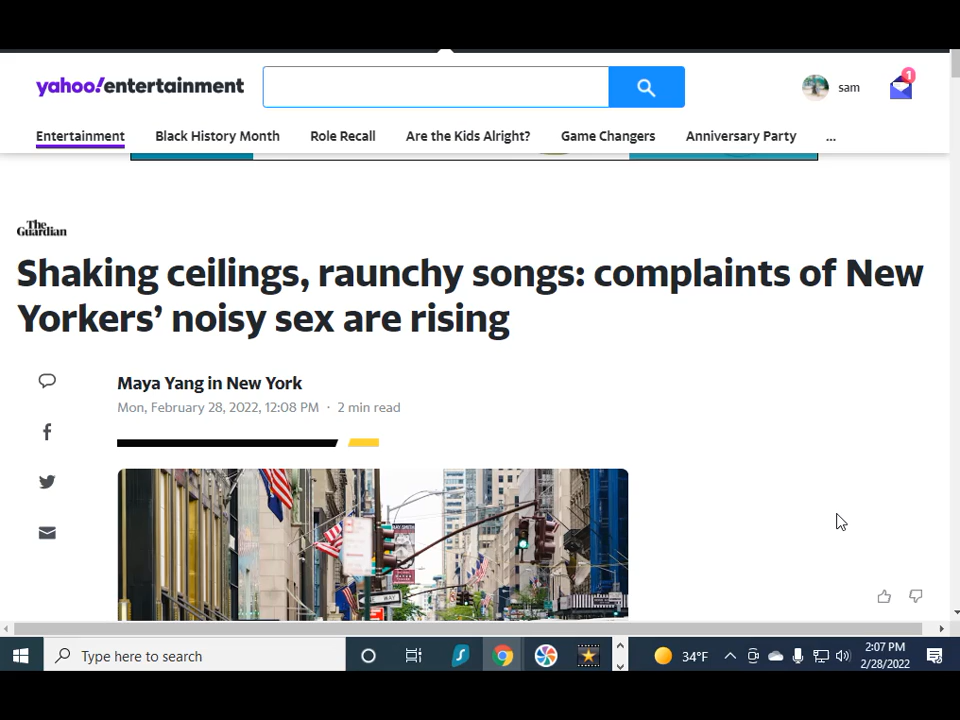 yahoo!entertainment
sam
1
Entertainment
Black History Month
Role Recall
Are the Kids Alright?
Game Changers
Anniversary Party
...
The
Guardian
Shaking ceilings, raunchy songs: complaints of New
Yorkers’ noisy sex are rising
Maya Yang in New York
Mon, February 28, 2022, 12:08 PM · 2 min read
Type here to search
34°F
2:07 PM
2/28/2022